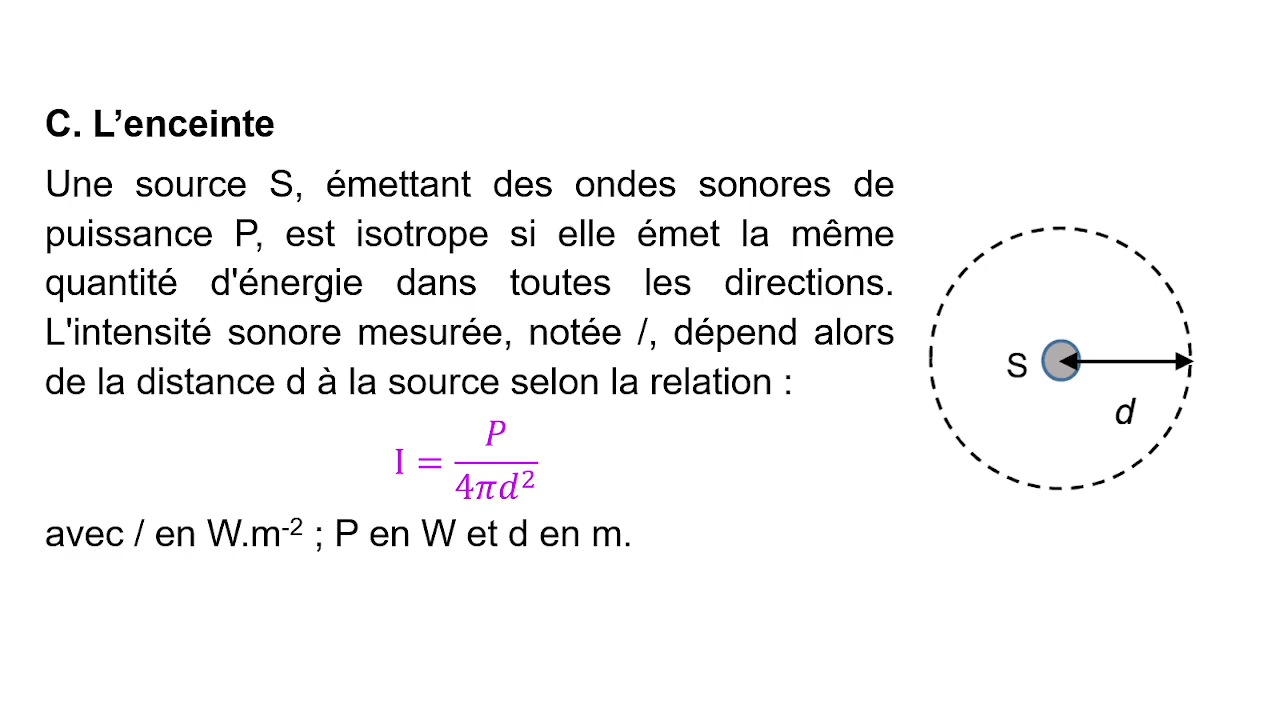 C. L’enceinte
Une source S, émettant des ondes sonores de
puissance P, est isotrope si elle émet la même
quantité d'énergie dans toutes les directions.
L'intensité sonore mesurée, notée /, dépend alors
de la distance d à la source selon la relation :
I = P / 4πd²
avec / en W.m⁻² ; P en W et d en m.
S
d